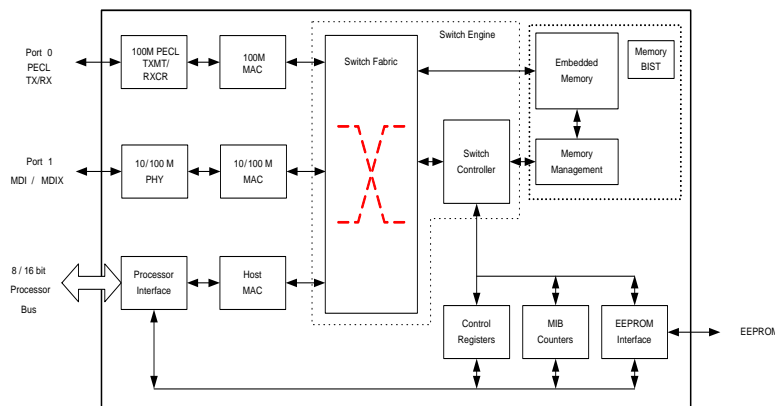 Port 0
PECL
TX/RX
100M PECL
TXMT/
RXCR
100M
MAC
Switch Fabric
Switch Engine
Embedded
Memory
Memory
BIST
Port 1
MDI / MDIX
10/100 M
PHY
10/100 M
MAC
Switch
Controller
Memory
Management
8 / 16 bit
Processor
Bus
Processor
Interface
Host
MAC
Control
Registers
MIB
Counters
EEPROM
Interface
EEPROM